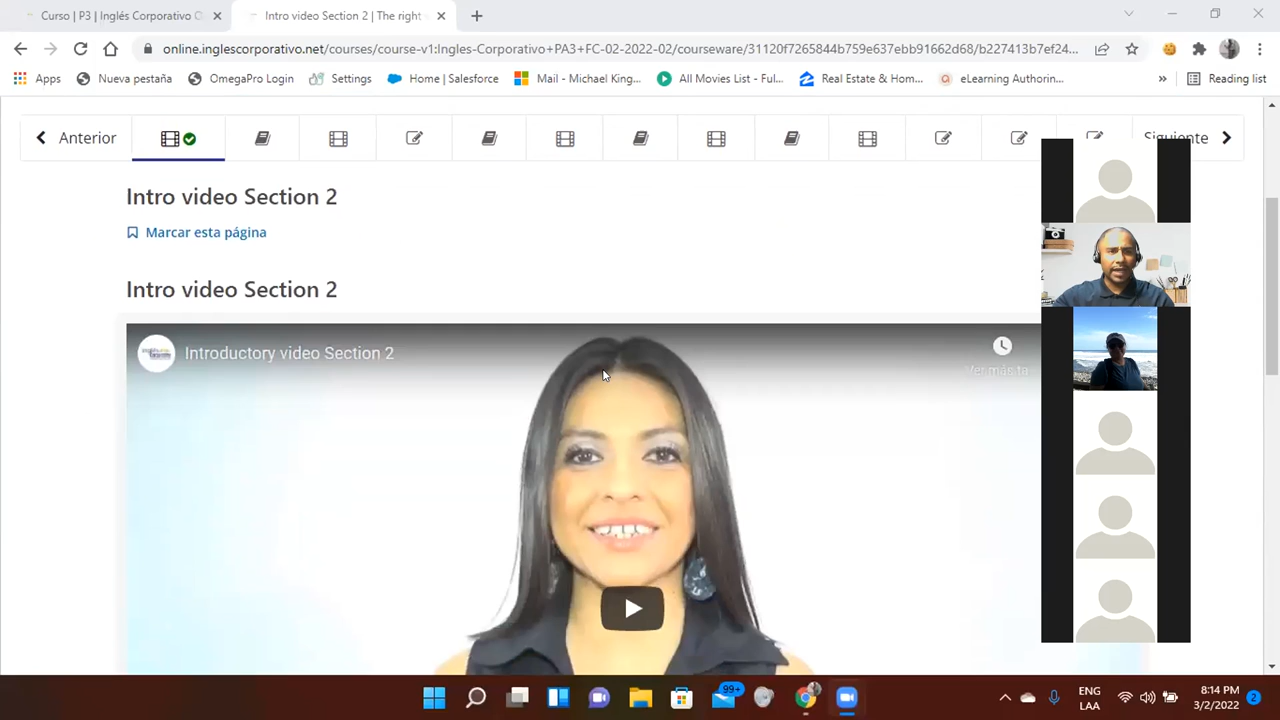 Curso | P3 | Inglés Corporativo
Intro video Section 2 | The right
online.inglescorporativo.net/courses/course-v1:Ingles-Corporativo+PA3+FC-02-2022-02/courseware/31120f7265844b759e637ebb91662d68/b227413b7ef24...
Apps
Nueva pestaña
OmegaPro Login
Settings
Home | Salesforce
Mail - Michael King...
All Movies List - Ful...
Real Estate & Hom...
eLearning Authorin...
»
Reading list
Anterior
Siguiente
Intro video Section 2
Marcar esta página
Intro video Section 2
Introductory video Section 2
Ver más ta
99+
ENG
LAA
8:14 PM
3/2/2022
2